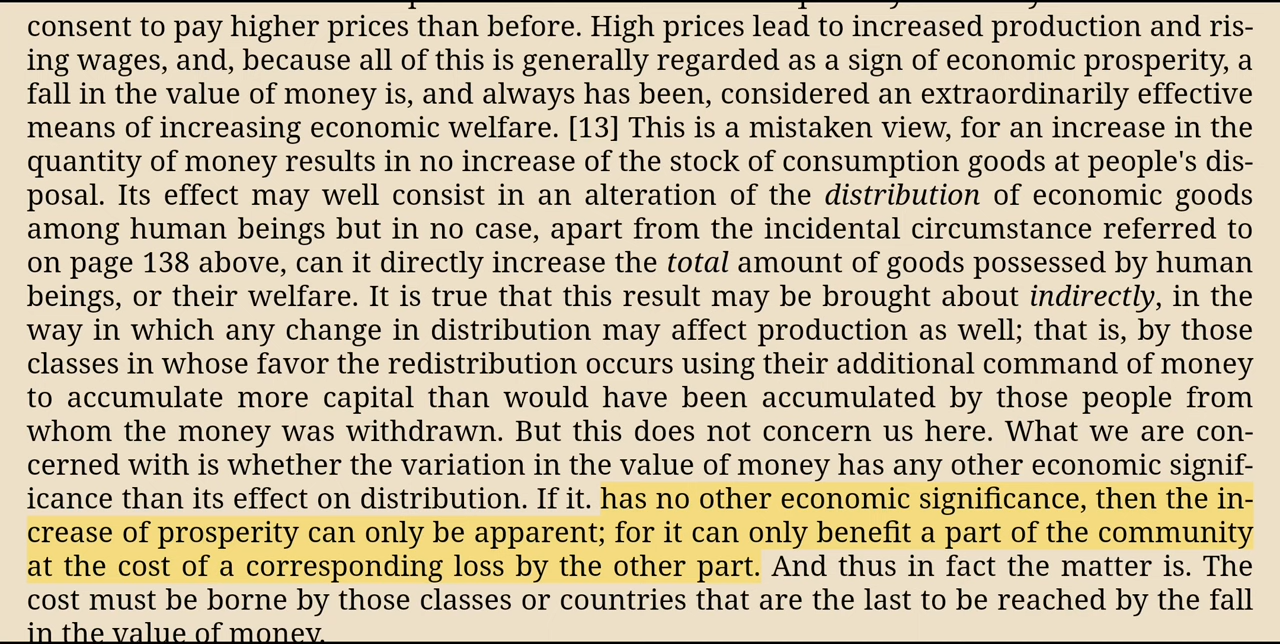 consent to pay higher prices than before. High prices lead to increased production and ris-
ing wages, and, because all of this is generally regarded as a sign of economic prosperity, a
fall in the value of money is, and always has been, considered an extraordinarily effective
means of increasing economic welfare. [13] This is a mistaken view, for an increase in the
quantity of money results in no increase of the stock of consumption goods at people's dis-
posal. Its effect may well consist in an alteration of the distribution of economic goods
among human beings but in no case, apart from the incidental circumstance referred to
on page 138 above, can it directly increase the total amount of goods possessed by human
beings, or their welfare. It is true that this result may be brought about indirectly, in the
way in which any change in distribution may affect production as well; that is, by those
classes in whose favor the redistribution occurs using their additional command of money
to accumulate more capital than would have been accumulated by those people from
whom the money was withdrawn. But this does not concern us here. What we are con-
cerned with is whether the variation in the value of money has any other economic signif-
icance than its effect on distribution. If it. has no other economic significance, then the in-
crease of prosperity can only be apparent; for it can only benefit a part of the community
at the cost of a corresponding loss by the other part. And thus in fact the matter is. The
cost must be borne by those classes or countries that are the last to be reached by the fall
in the value of money.